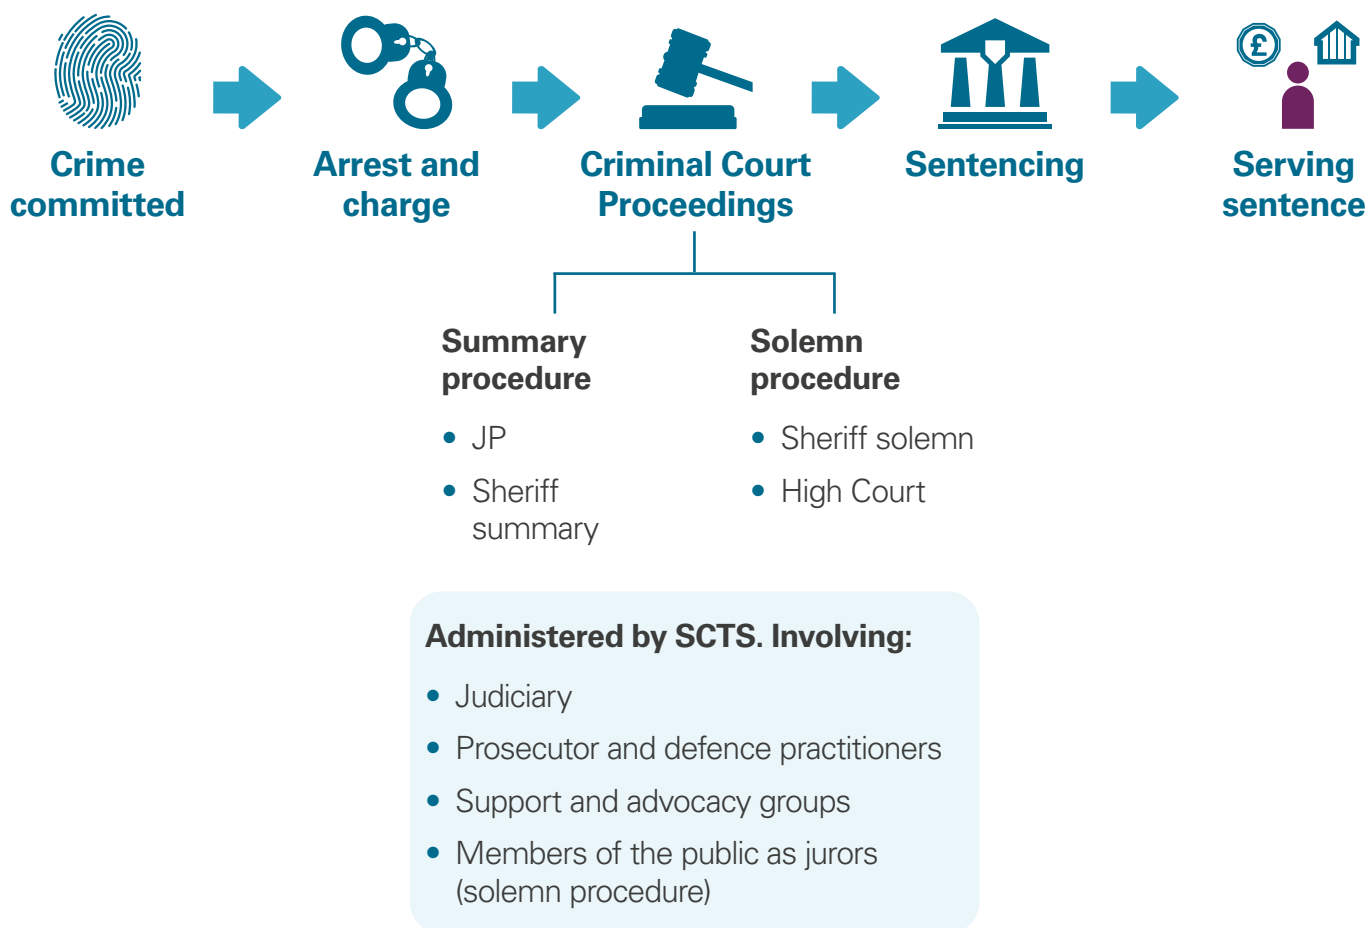 £
Crime
committed
Arrest and
charge
Criminal Court
Proceedings
Sentencing
Serving
sentence
Summary
procedure
• JP
• Sheriff
summary
Solemn
procedure
• Sheriff solemn
• High Court
Administered by SCTS. Involving:
• Judiciary
• Prosecutor and defence practitioners
• Support and advocacy groups
• Members of the public as jurors
(solemn procedure)